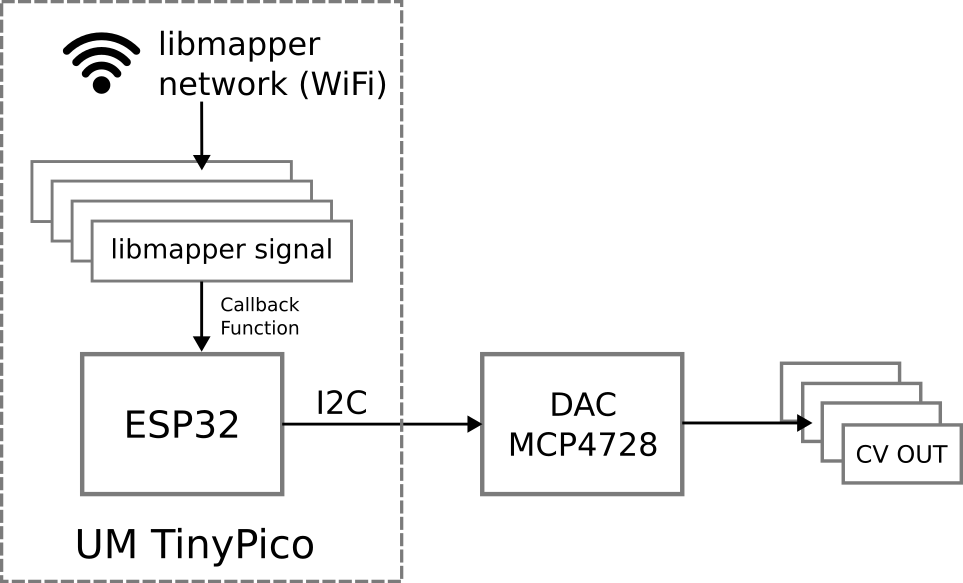 libmapper
network (WiFi)
libmapper signal
Callback
Function
ESP32
I2C
DAC
MCP4728
CV OUT
UM TinyPico